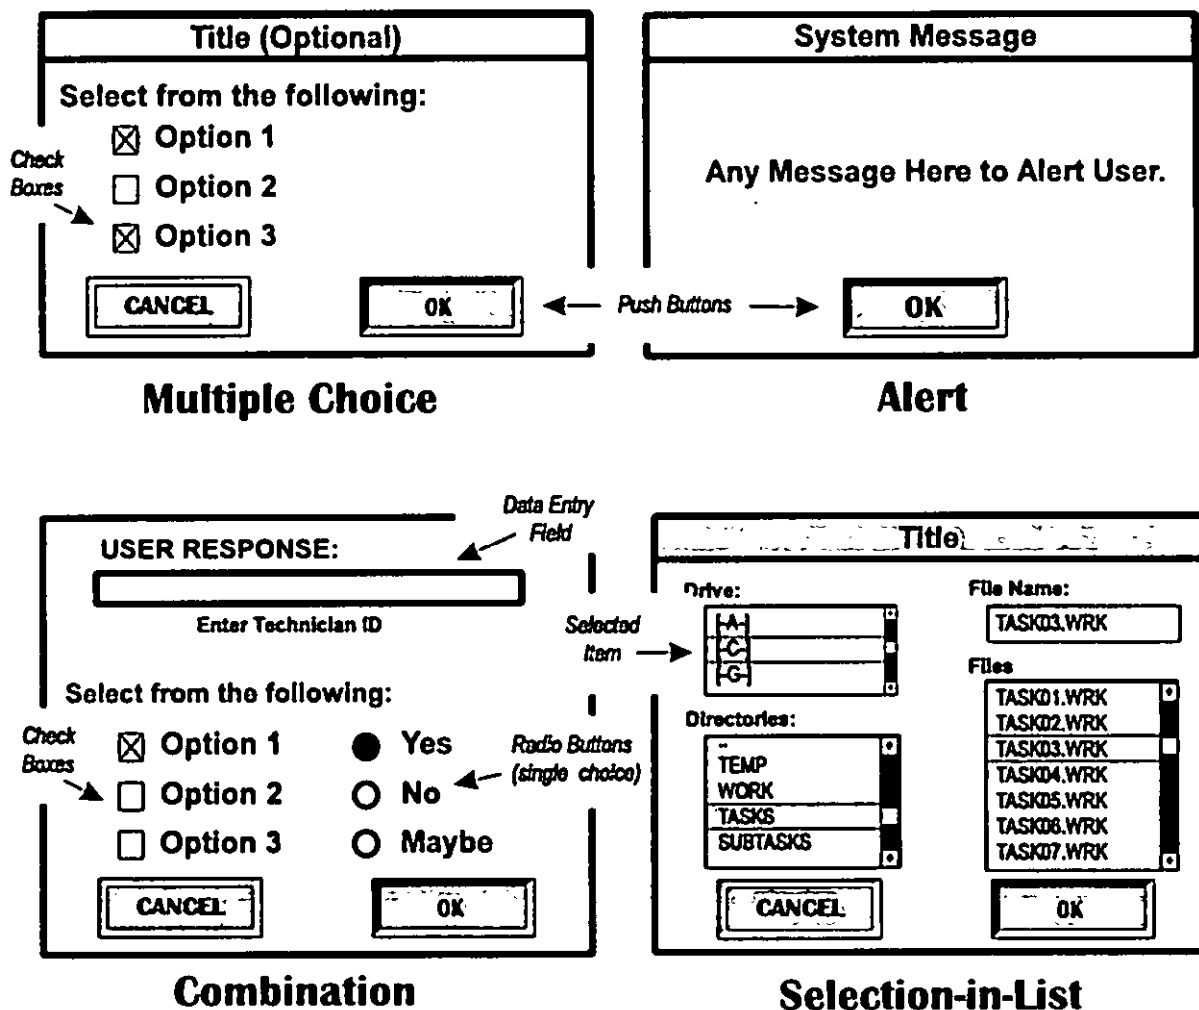 Title (Optional)
Select from the following:
Option 1
Option 2
Option 3
Check
Boxes
CANCEL
OK
Multiple Choice
Push Buttons
System Message
Any Message Here to Alert User.
OK
Alert
USER RESPONSE:
Data Entry
Field
Enter Technician ID
Select from the following:
Check
Boxes
Option 1
Option 2
Option 3
Yes
No
Maybe
Radio Buttons
(single choice)
CANCEL
OK
Combination
Title
Selected
Item
Drive:
[-A-]
[-C-]
[-G-]
Directories:
..
TEMP
WORK
TASKS
SUBTASKS
File Name:
TASK03.WRK
Files
TASK01.WRK
TASK02.WRK
TASK03.WRK
TASK04.WRK
TASK05.WRK
TASK06.WRK
TASK07.WRK
CANCEL
OK
Selection-in-List